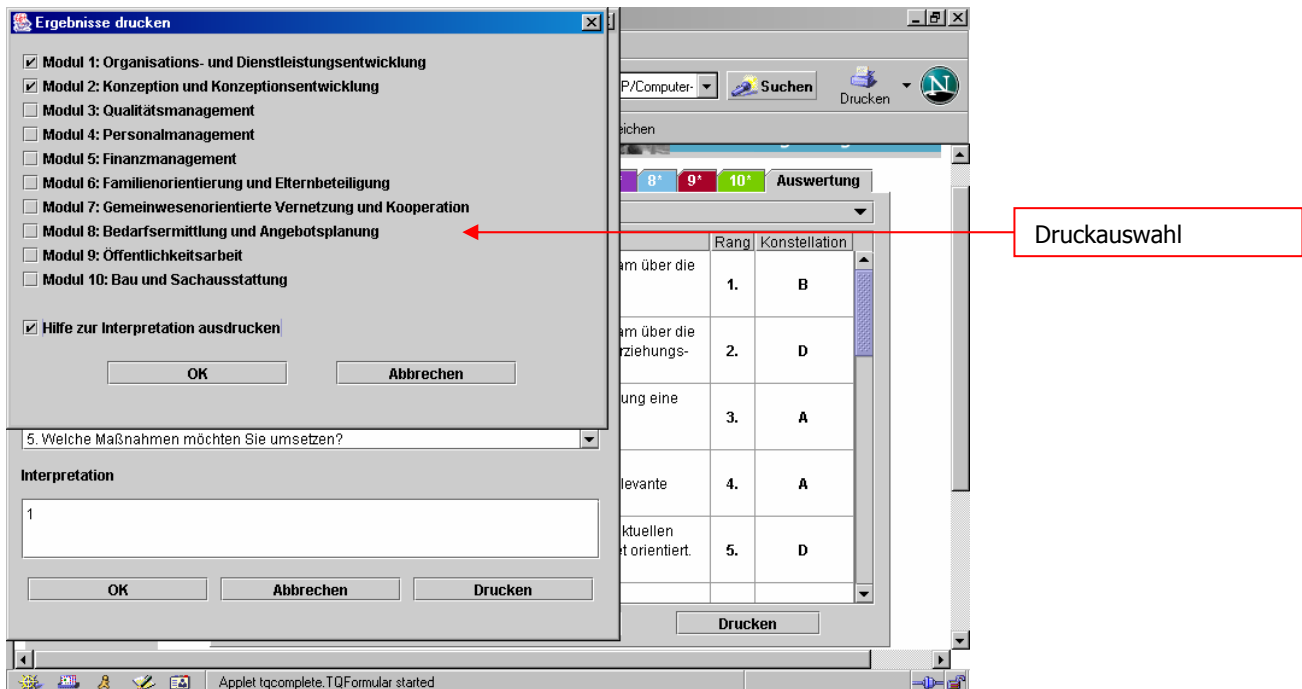 Ergebnisse drucken
Modul 1: Organisations- und Dienstleistungsentwicklung
Modul 2: Konzeption und Konzeptionsentwicklung
Modul 3: Qualitätsmanagement
Modul 4: Personalmanagement
Modul 5: Finanzmanagement
Modul 6: Familienorientierung und Elternbeteiligung
Modul 7: Gemeinwesenorientierte Vernetzung und Kooperation
Modul 8: Bedarfsermittlung und Angebotsplanung
Modul 9: Öffentlichkeitsarbeit
Modul 10: Bau und Sachausstattung
Hilfe zur Interpretation ausdrucken
OK Abbrechen
5. Welche Maßnahmen möchten Sie umsetzen?
Interpretation
1
OK Abbrechen Drucken
P/Computer- Suchen Drucken N
eichen
8* 9* 10* Auswertung
Rang Konstellation
am über die
1. B
am über die
rziehungs- 2. D
ung eine
3. A
levante 4. A
ktuellen
et orientiert. 5. D
Drucken
Applet tqcomplete.TQFormular started
Druckauswahl